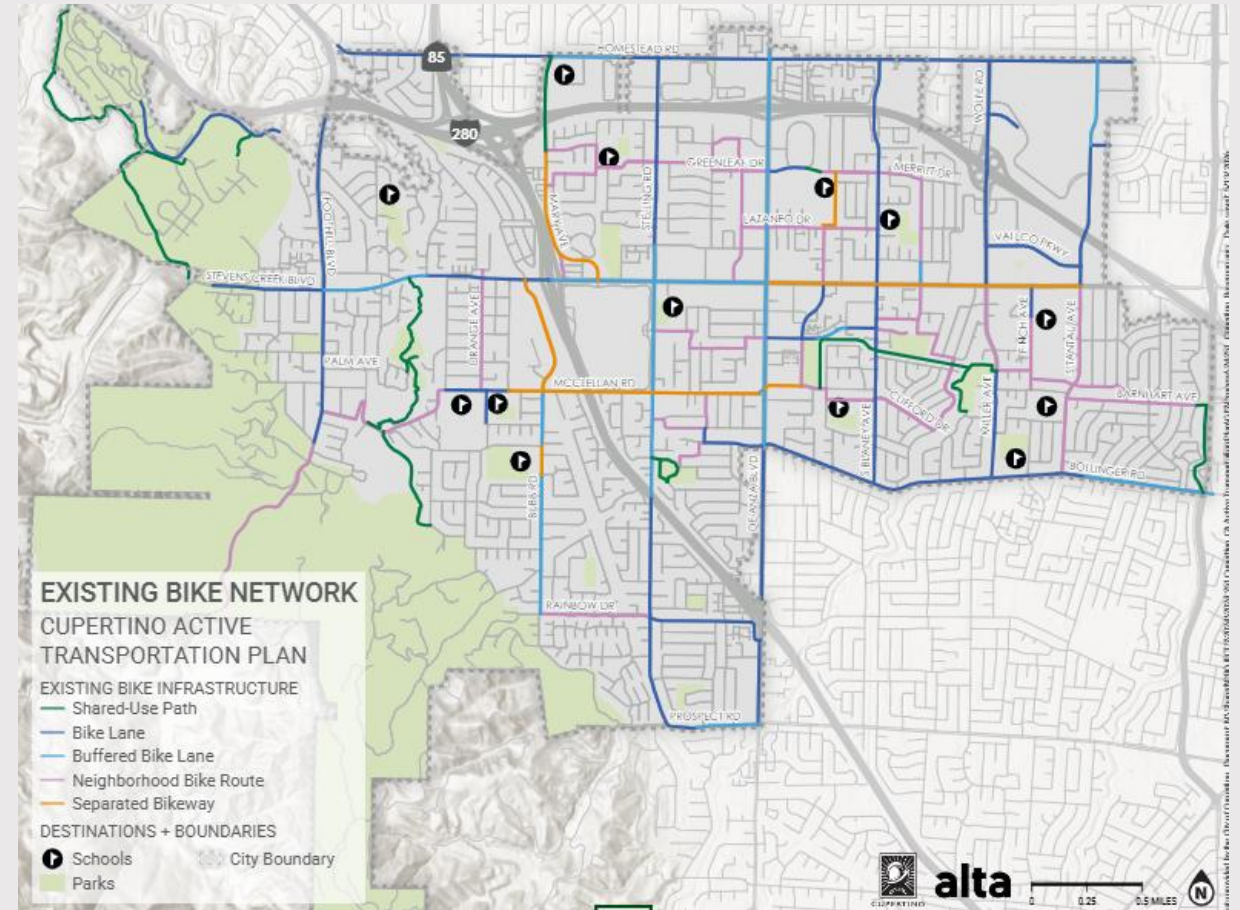 HOMESTEAD RD
85
280
WOLFE RD
GREENLEAF DR
MERRITT DR
MARY AVE
STELLING RD
LAZANEO DR
FOOTHILL BLVD
VALLCO PKWY
STEVENS CREEK BLVD
ORANGE AVE
FINCH AVE
PALM AVE
MCCLELLAN RD
CLIFFORD DR
MILLER AVE
BARNHART AVE
S BLANEY AVE
BOLLINGER RD
BUBB RD
DE ANZA BLVD
RAINBOW DR
PROSPECT RD
EXISTING BIKE NETWORK
CUPERTINO ACTIVE
TRANSPORTATION PLAN
EXISTING BIKE INFRASTRUCTURE
Shared-Use Path
Bike Lane
Buffered Bike Lane
Neighborhood Bike Route
Separated Bikeway
DESTINATIONS + BOUNDARIES
Schools City Boundary
Parks
CUPERTINO
alta
0 0.25 0.5 MILES
N